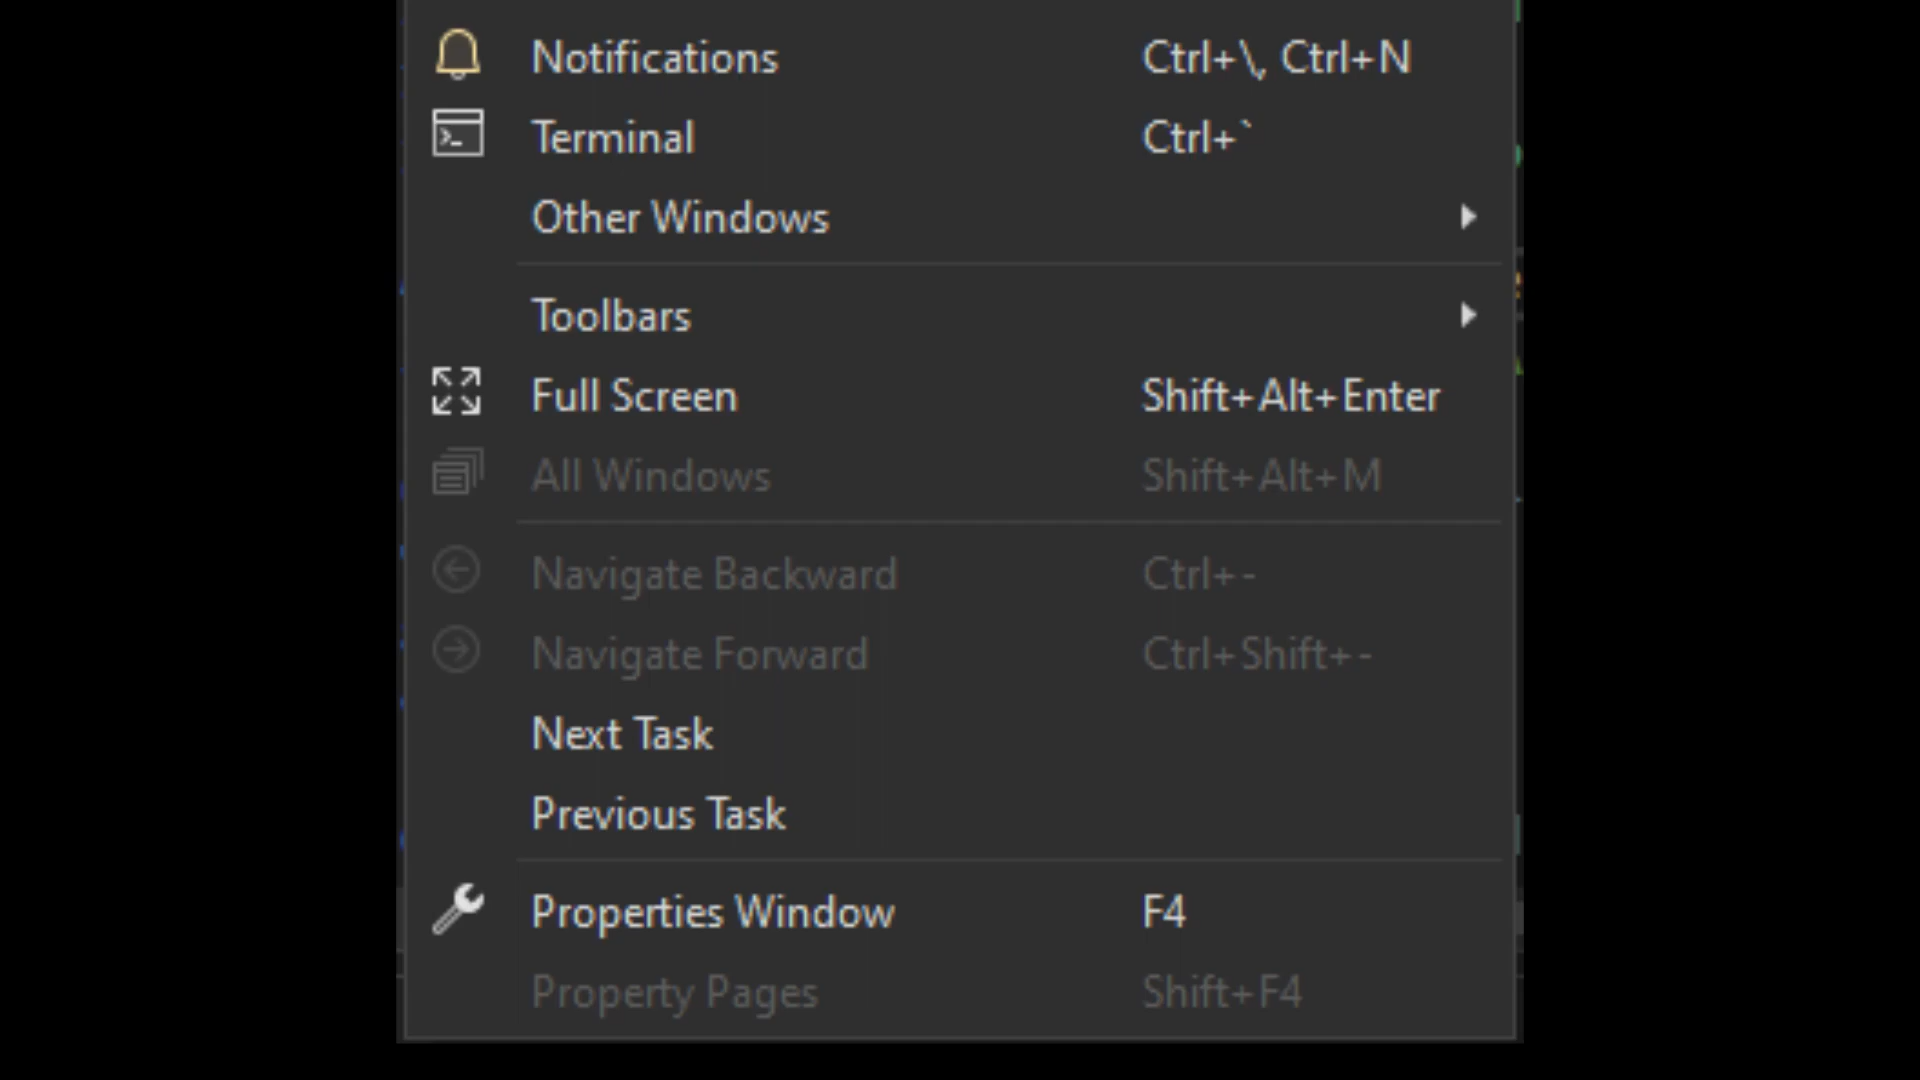 Notifications Ctrl+\, Ctrl+N
Terminal Ctrl+`
Other Windows
Toolbars
Full Screen Shift+Alt+Enter
All Windows Shift+Alt+M
Navigate Backward Ctrl+-
Navigate Forward Ctrl+Shift+-
Next Task
Previous Task
Properties Window F4
Property Pages Shift+F4